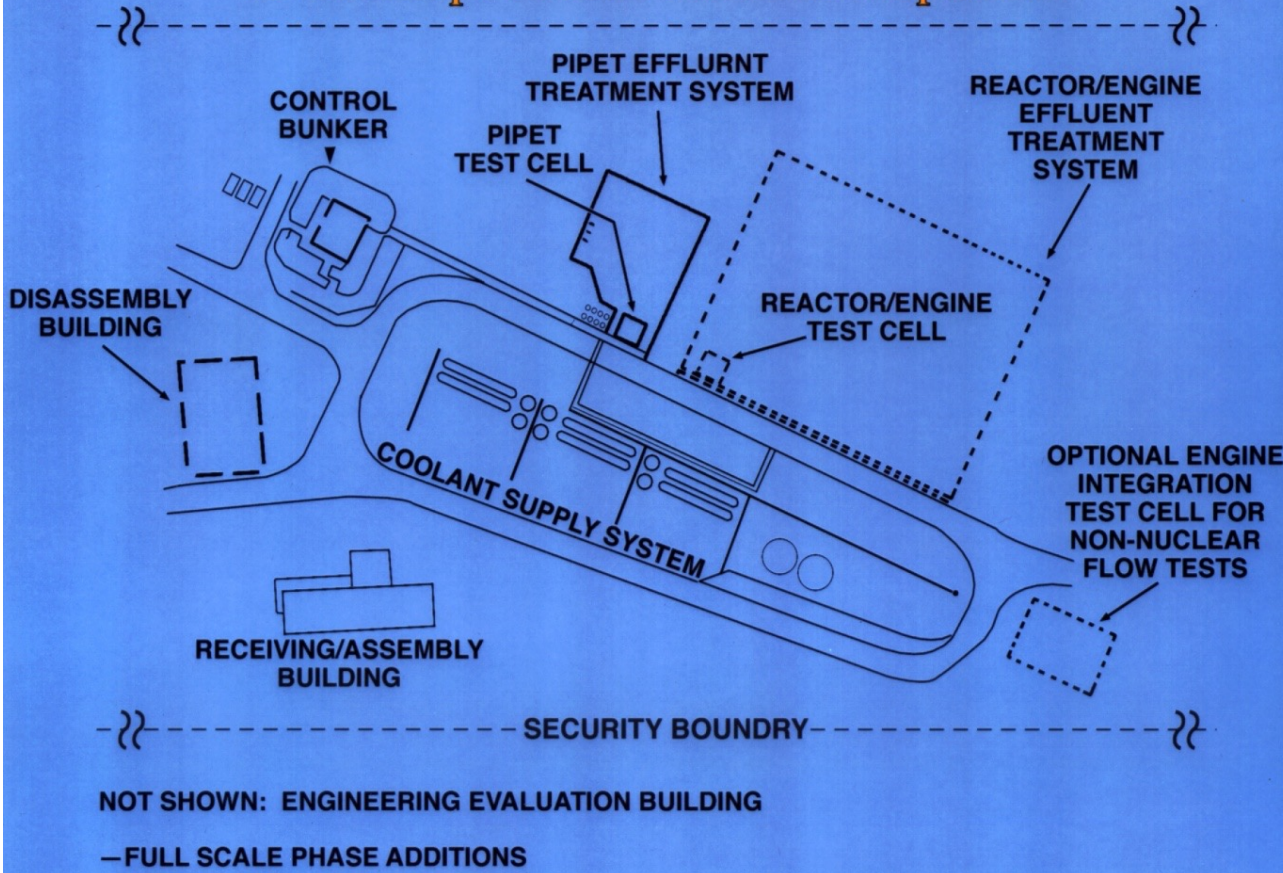 CONTROL
BUNKER
PIPET EFFLURNT
TREATMENT SYSTEM
PIPET
TEST CELL
REACTOR/ENGINE
EFFLUENT
TREATMENT
SYSTEM
DISASSEMBLY
BUILDING
REACTOR/ENGINE
TEST CELL
COOLANT SUPPLY SYSTEM
OPTIONAL ENGINE
INTEGRATION
TEST CELL FOR
NON-NUCLEAR
FLOW TESTS
RECEIVING/ASSEMBLY
BUILDING
SECURITY BOUNDRY
NOT SHOWN: ENGINEERING EVALUATION BUILDING
—FULL SCALE PHASE ADDITIONS